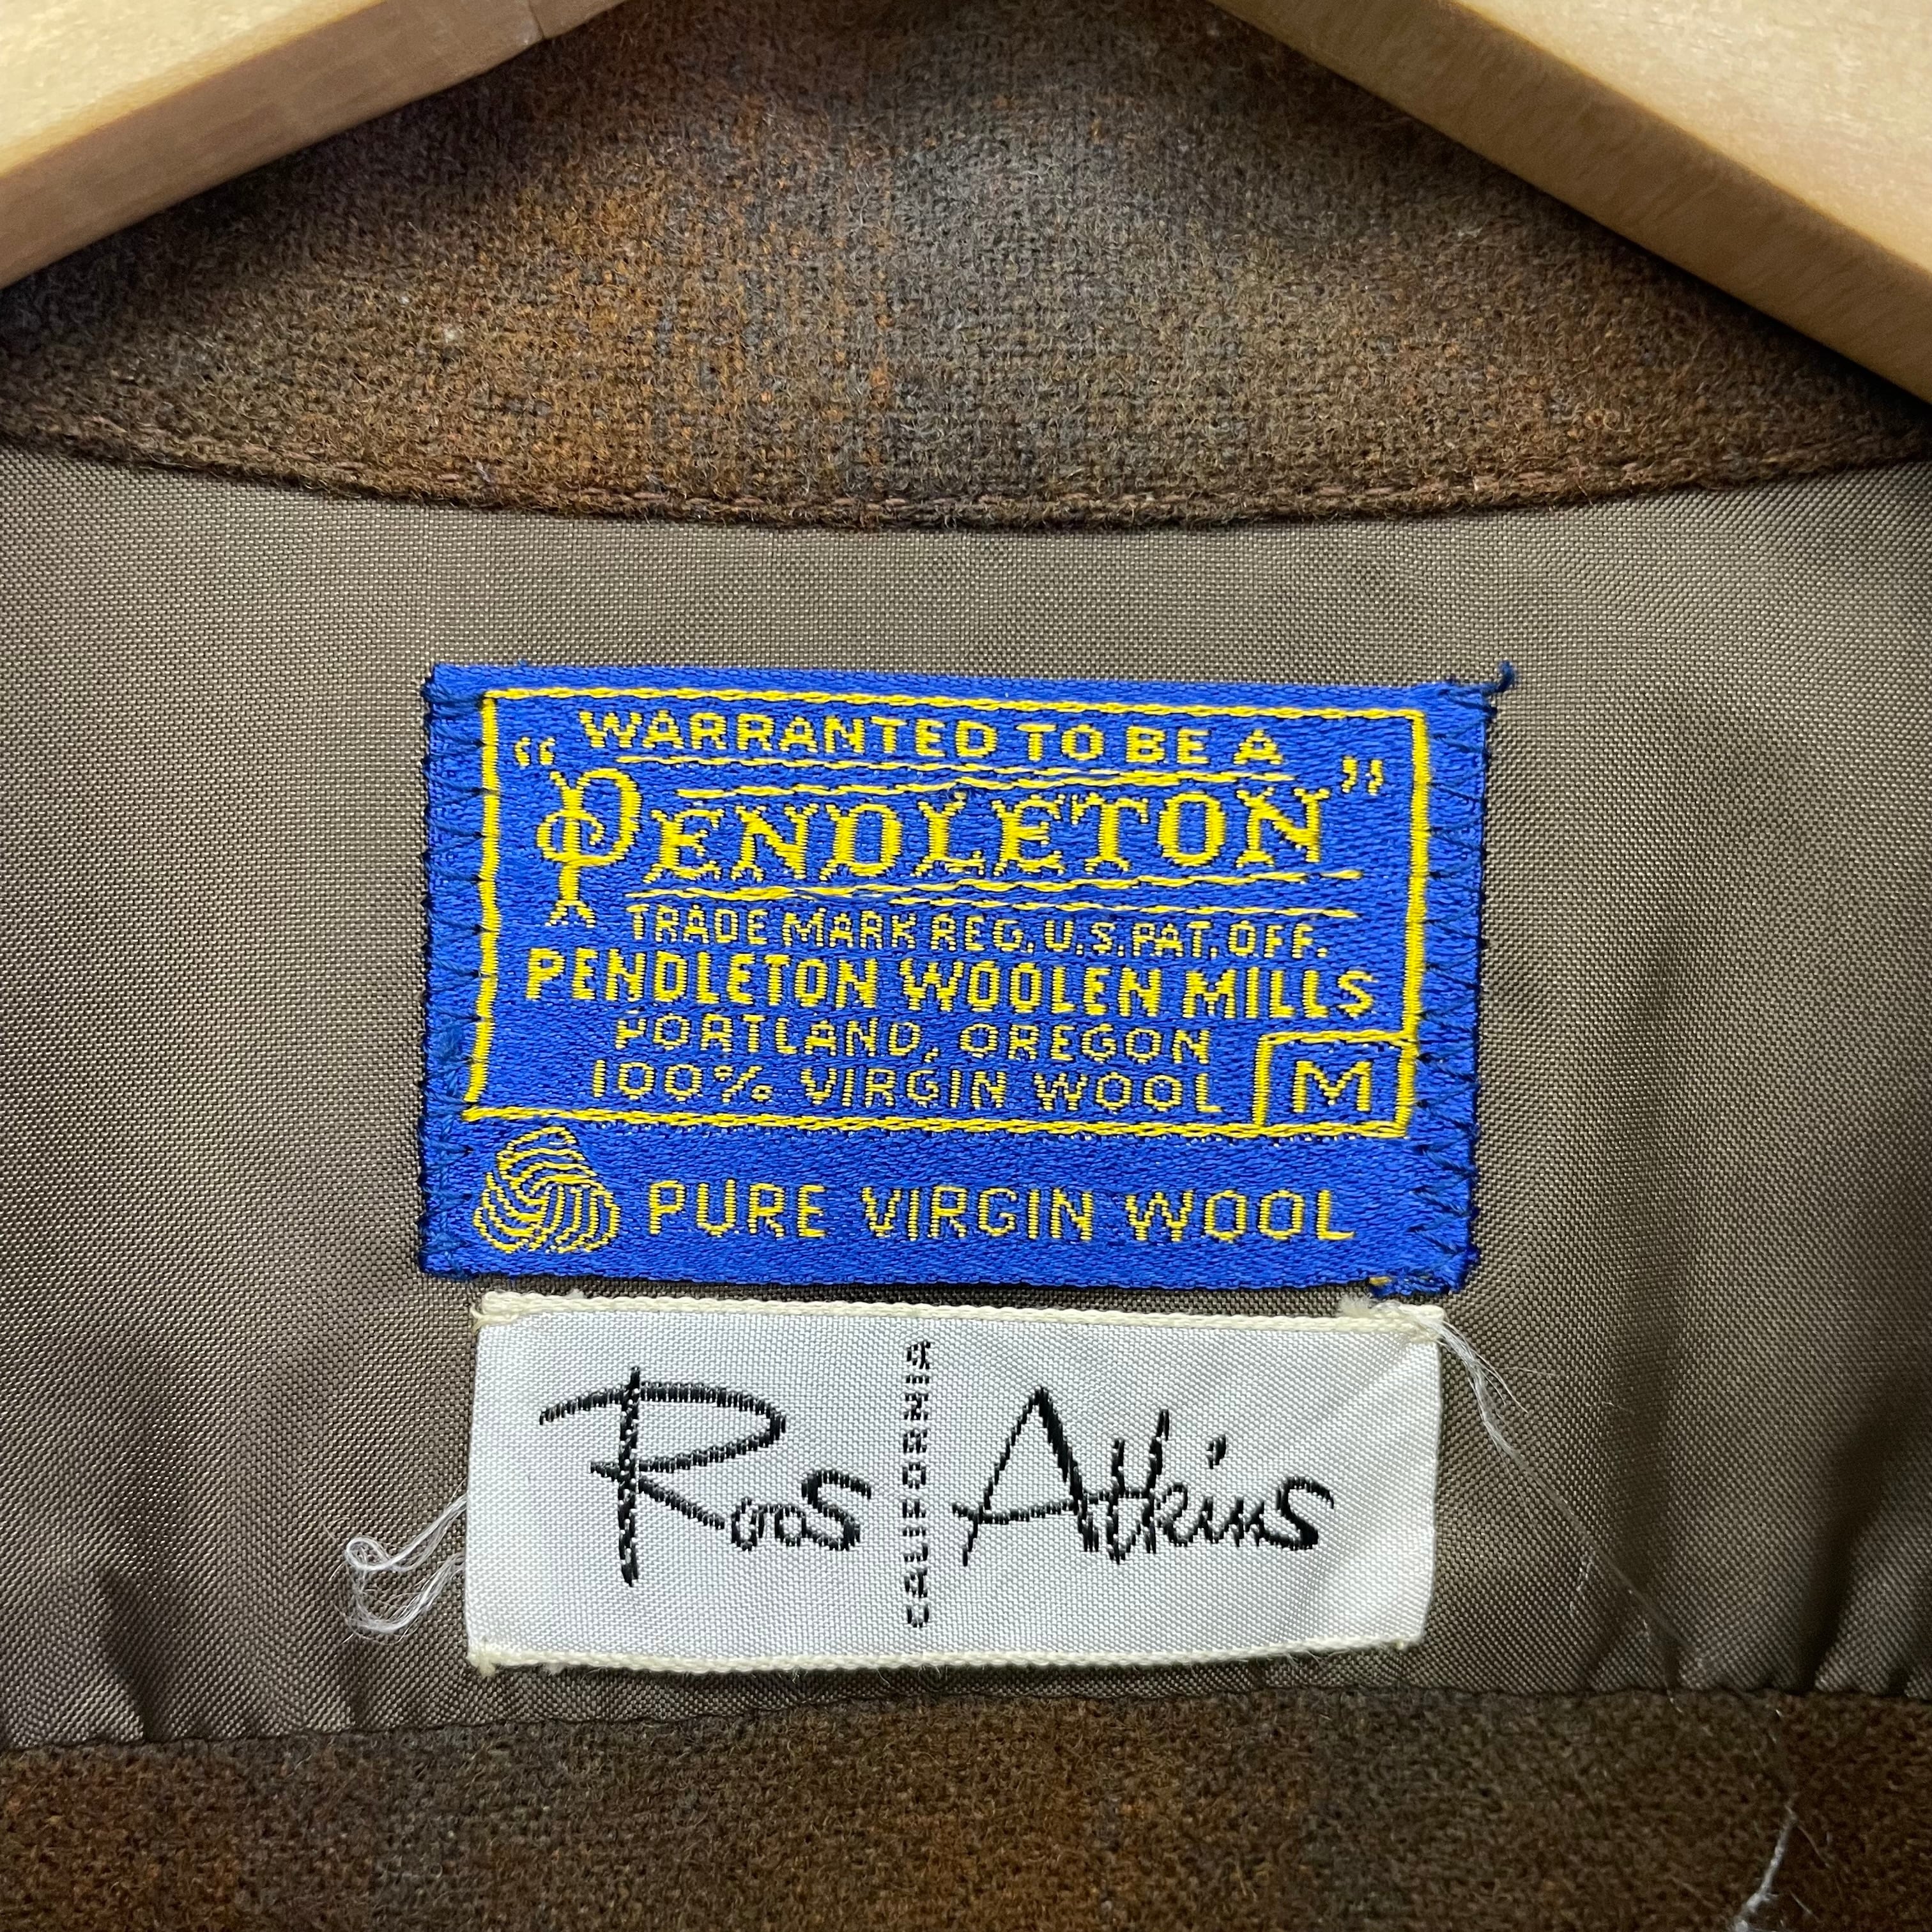 WARRANTED TO BE A
"PENDLETON"
TRADE MARK REG. U.S. PAT. OFF.
PENDLETON WOOLEN MILLS
PORTLAND, OREGON
100% VIRGIN WOOL M
PURE VIRGIN WOOL
Roos CALIFORNIA Atkins